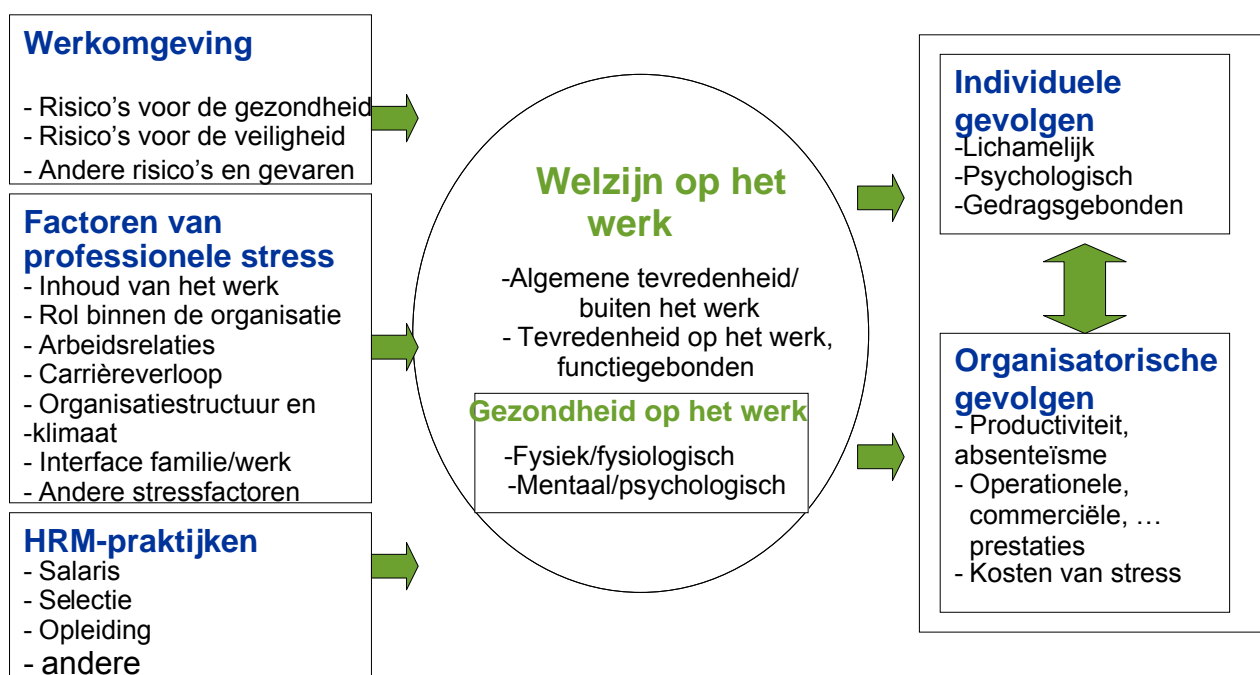 Werkomgeving
- Risico’s voor de gezondheid
- Risico’s voor de veiligheid
- Andere risico’s en gevaren
Factoren van
professionele stress
- Inhoud van het werk
- Rol binnen de organisatie
- Arbeidsrelaties
- Carrièreverloop
- Organisatiestructuur en
-klimaat
- Interface familie/werk
- Andere stressfactoren
HRM-praktijken
- Salaris
- Selectie
- Opleiding
- andere
Welzijn op het
werk
-Algemene tevredenheid/
buiten het werk
- Tevredenheid op het werk,
functiegebonden
Gezondheid op het werk
-Fysiek/fysiologisch
-Mentaal/psychologisch
Individuele
gevolgen
-Lichamelijk
-Psychologisch
-Gedragsgebonden
Organisatorische
gevolgen
- Productiviteit,
absenteïsme
- Operationele,
commerciële, …
prestaties
- Kosten van stress